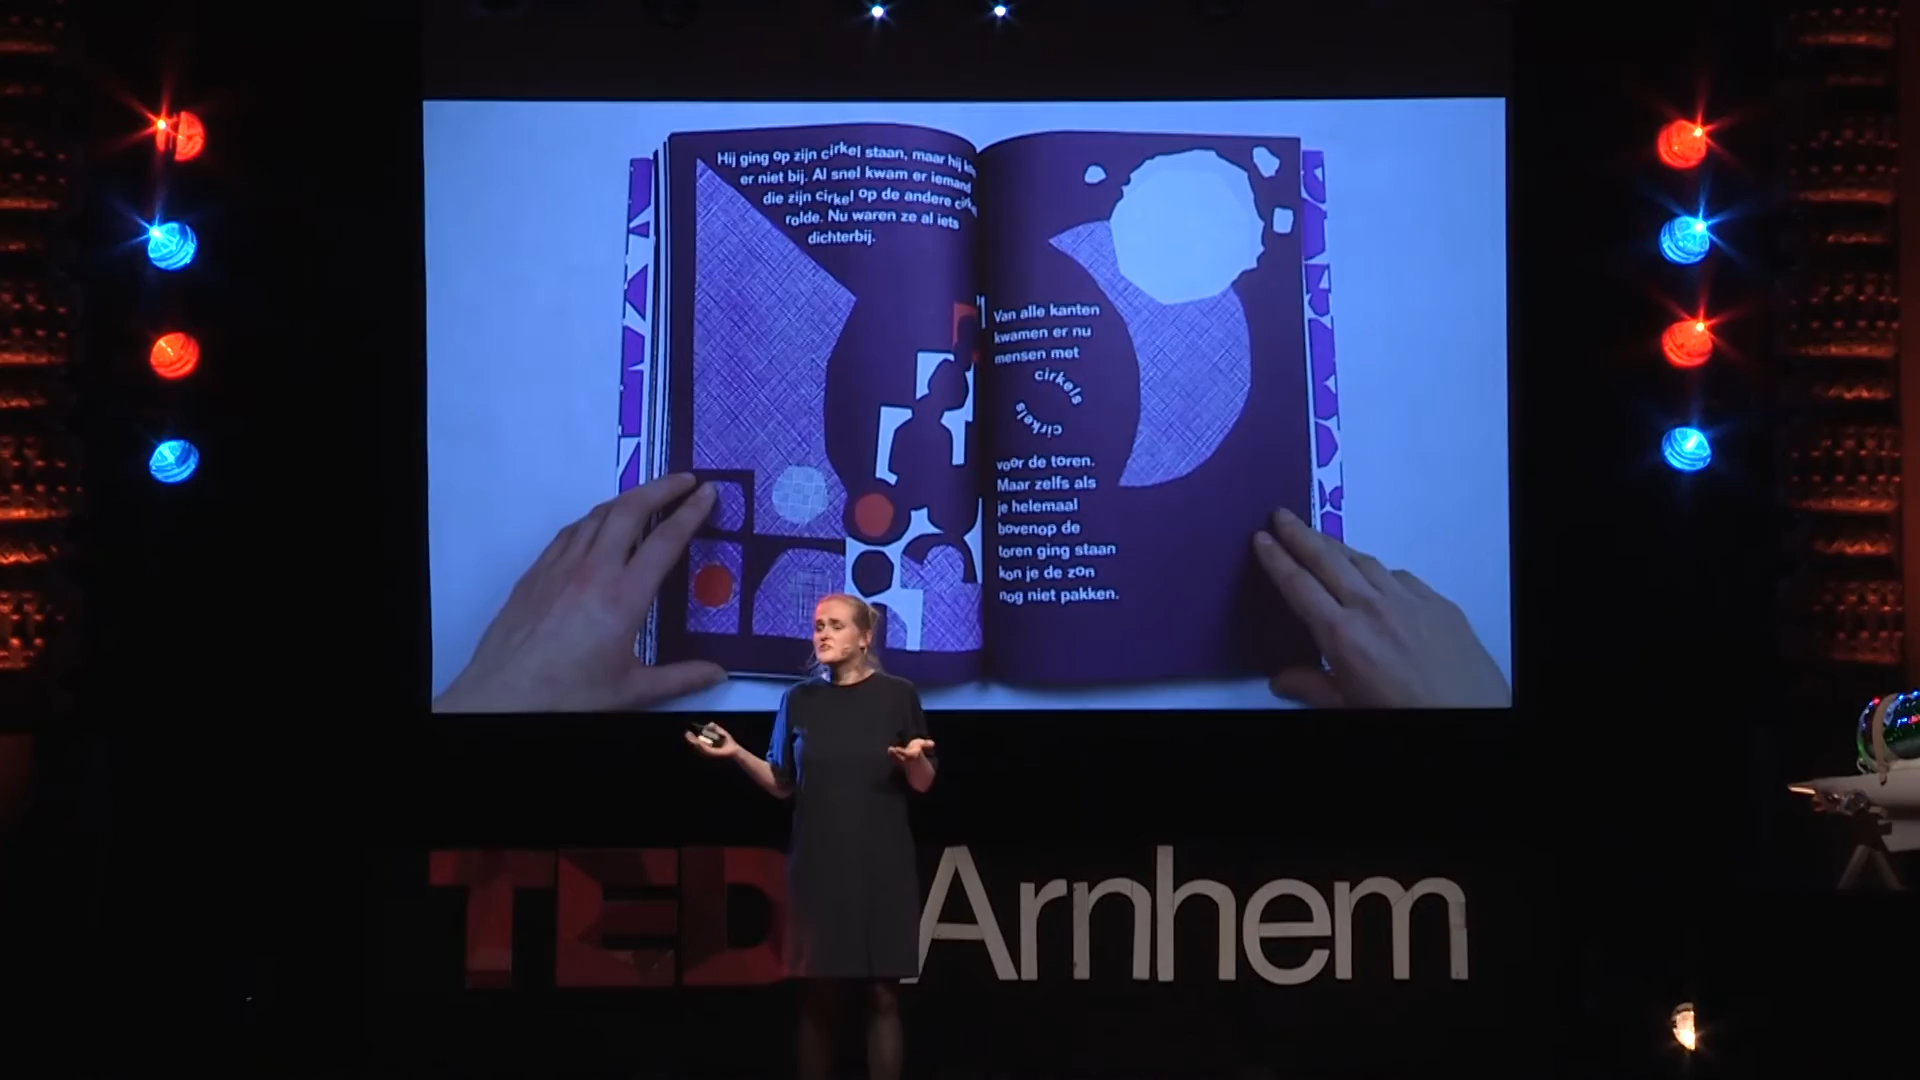 Hij ging op zijn cirkel staan, maar hij
er niet bij. Al snel kwam er iemand
die zijn cirkel op de andere
rolde. Nu waren ze al iets
dichterbij.
Van alle kanten
kwamen er nu
mensen met
cirkels
cirkels
voor de toren.
Maar zelfs als
je helemaal
bovenop de
toren ging staan
kon je de zon
nog niet pakken.
TED Arnhem